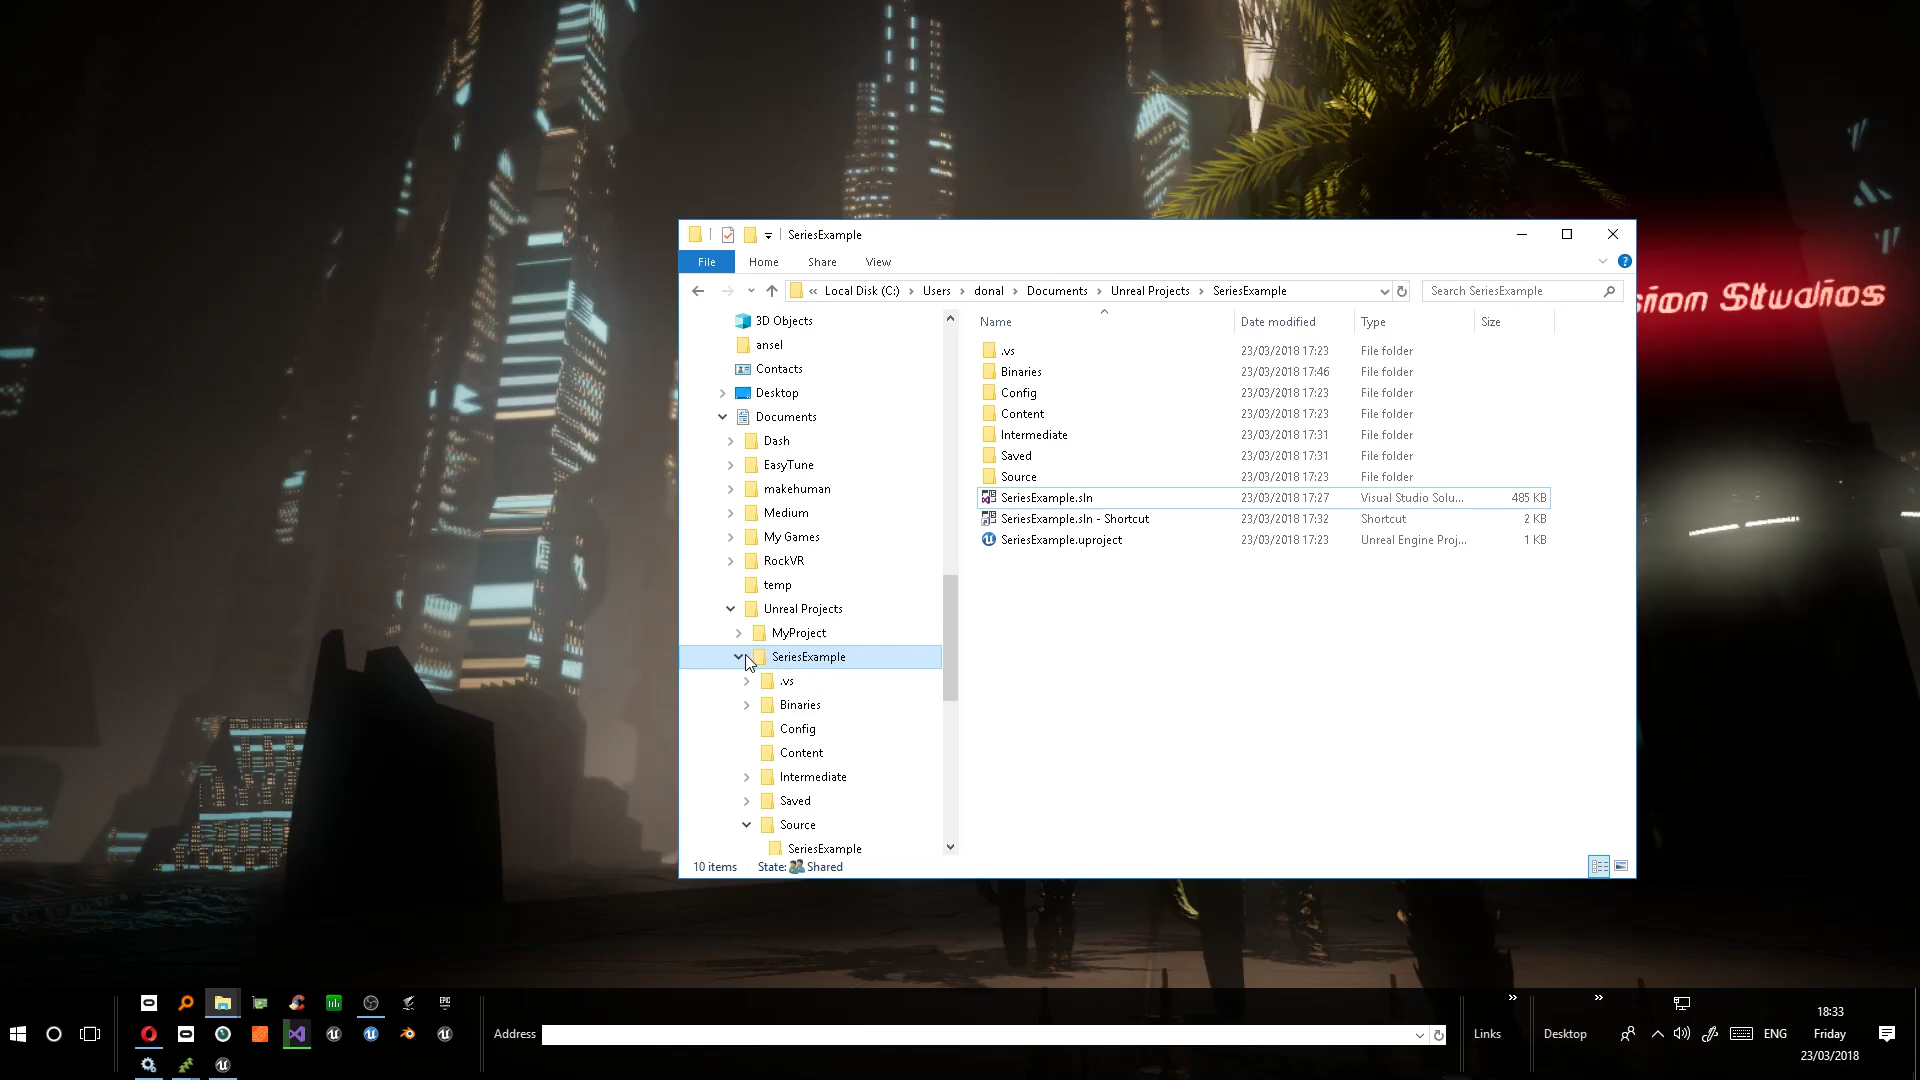 sion Studios
SeriesExample
File Home Share View
« Local Disk (C:) Users donal Documents Unreal Projects SeriesExample
Search SeriesExample
3D Objects
ansel
Contacts
Desktop
Documents
Dash
EasyTune
makehuman
Medium
My Games
RockVR
temp
Unreal Projects
MyProject
SeriesExample
.vs
Binaries
Config
Content
Intermediate
Saved
Source
SeriesExample
Name Date modified Type Size
.vs 23/03/2018 17:23 File folder
Binaries 23/03/2018 17:46 File folder
Config 23/03/2018 17:23 File folder
Content 23/03/2018 17:23 File folder
Intermediate 23/03/2018 17:31 File folder
Saved 23/03/2018 17:31 File folder
Source 23/03/2018 17:23 File folder
SeriesExample.sln 23/03/2018 17:27 Visual Studio Solu... 485 KB
SeriesExample.sln - Shortcut 23/03/2018 17:32 Shortcut 2 KB
SeriesExample.uproject 23/03/2018 17:23 Unreal Engine Proj... 1 KB
10 items State: Shared
EPIC
Address
Links
Desktop
ENG
18:33
Friday
23/03/2018